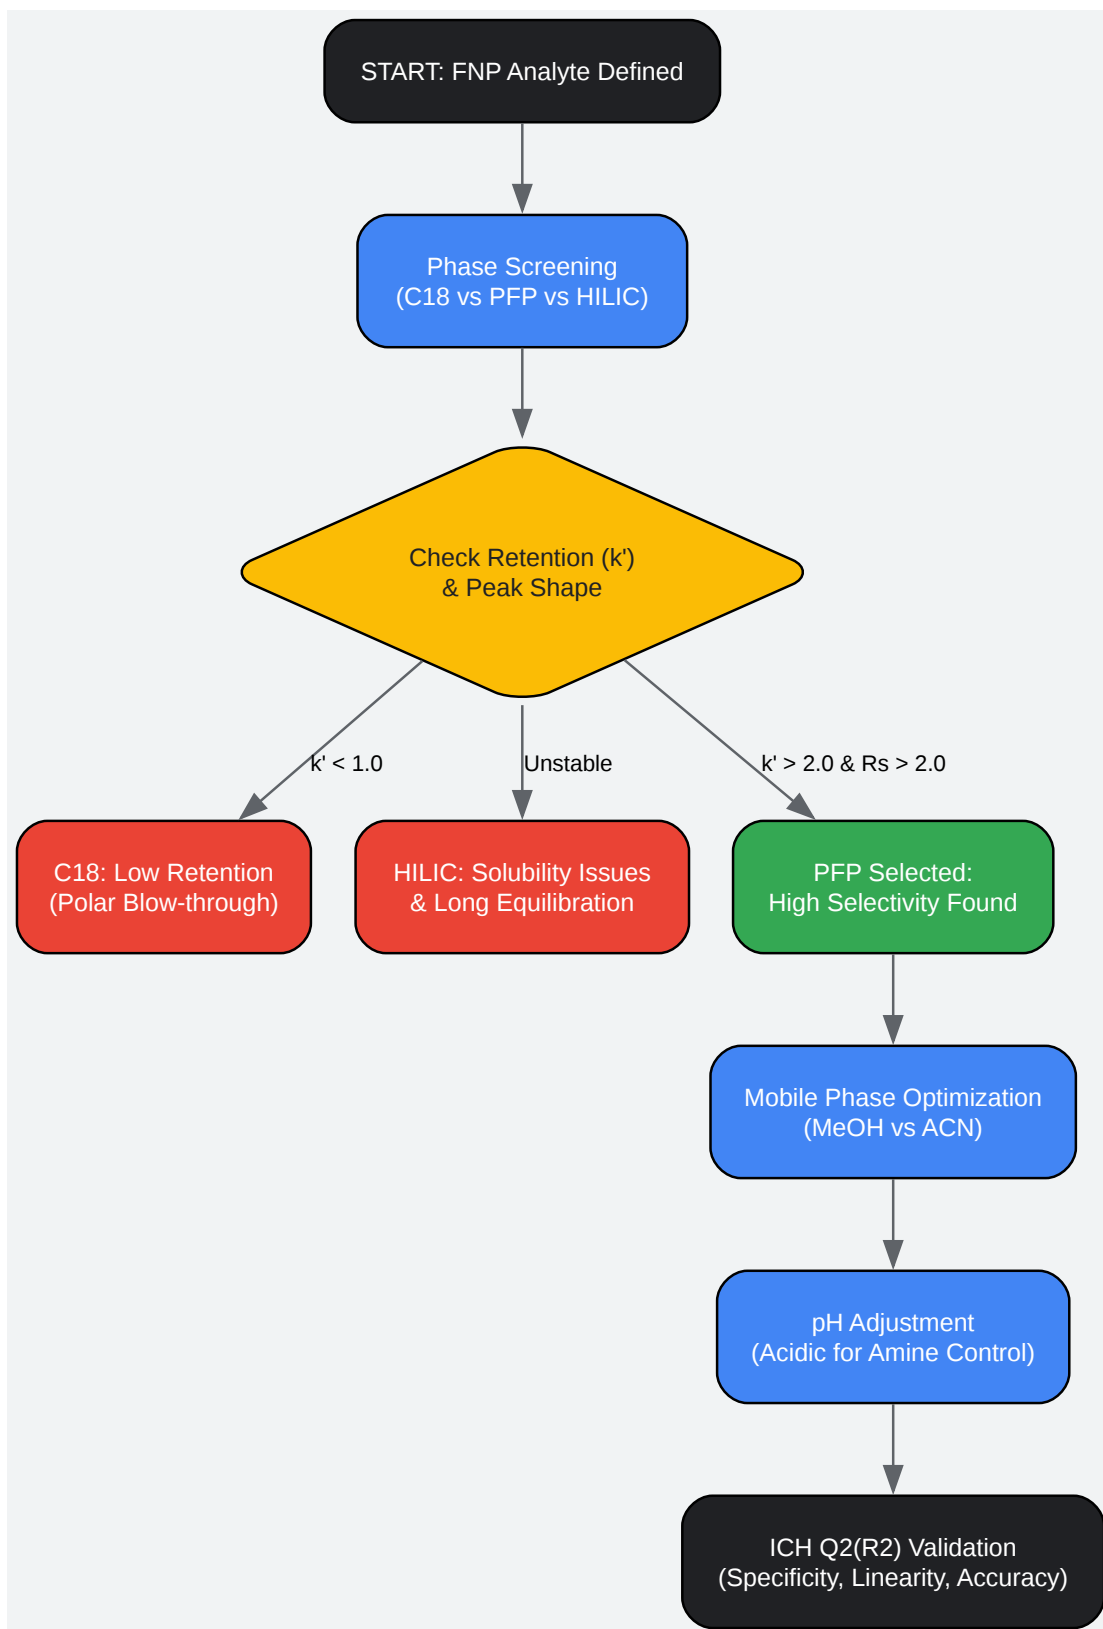 START: FNP Analyte Defined
Phase Screening
(C18 vs PFP vs HILIC)
Check Retention (k')
& Peak Shape
k' < 1.0
Unstable
k' > 2.0 & Rs > 2.0
C18: Low Retention
(Polar Blow-through)
HILIC: Solubility Issues
& Long Equilibration
PFP Selected:
High Selectivity Found
Mobile Phase Optimization
(MeOH vs ACN)
pH Adjustment
(Acidic for Amine Control)
ICH Q2(R2) Validation
(Specificity, Linearity, Accuracy)